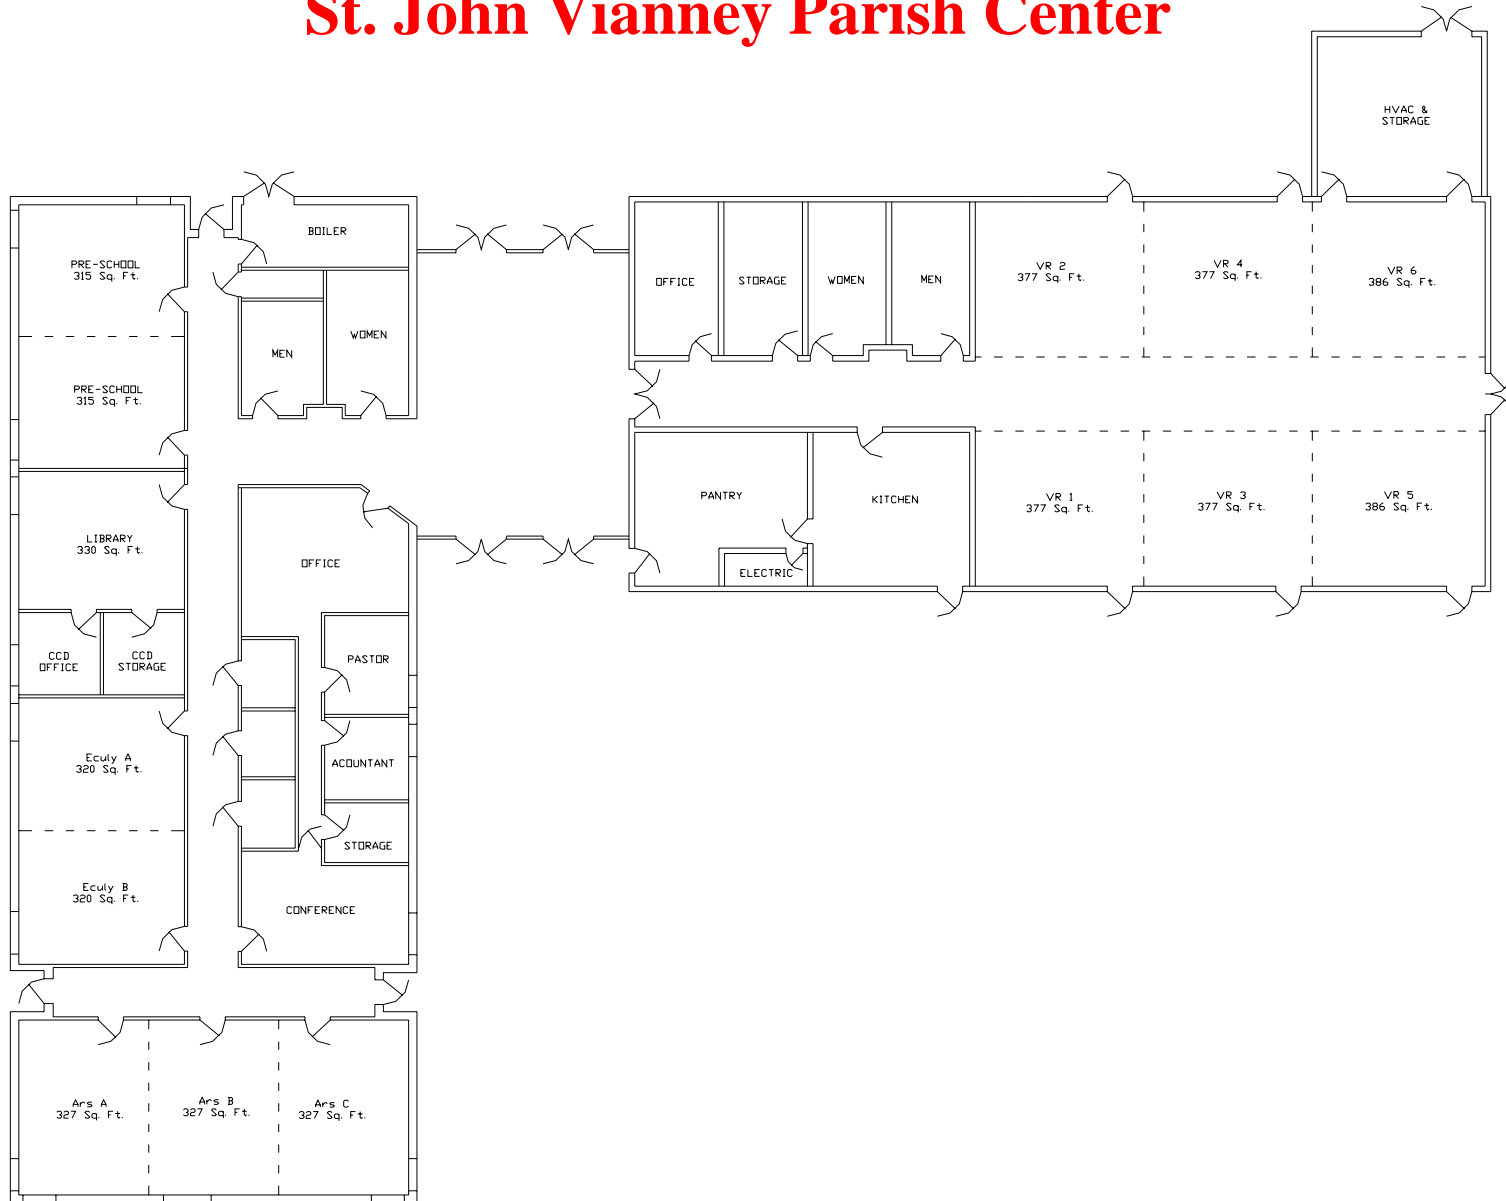 St. John Vianney Parish Center
HVAC &
STORAGE
BOILER
PRE-SCHOOL
315 Sq. Ft.
MEN
WOMEN
PRE-SCHOOL
315 Sq. Ft.
OFFICE
STORAGE
WOMEN
MEN
VR 2
377 Sq. Ft.
VR 4
377 Sq. Ft.
VR 6
386 Sq. Ft.
PANTRY
KITCHEN
ELECTRIC
VR 1
377 Sq. Ft.
VR 3
377 Sq. Ft.
VR 5
386 Sq. Ft.
LIBRARY
330 Sq. Ft.
OFFICE
CCD
OFFICE
CCD
STORAGE
PASTOR
Eculy A
320 Sq. Ft.
ACOUNTANT
STORAGE
Eculy B
320 Sq. Ft.
CONFERENCE
Ars A
327 Sq. Ft.
Ars B
327 Sq. Ft.
Ars C
327 Sq. Ft.